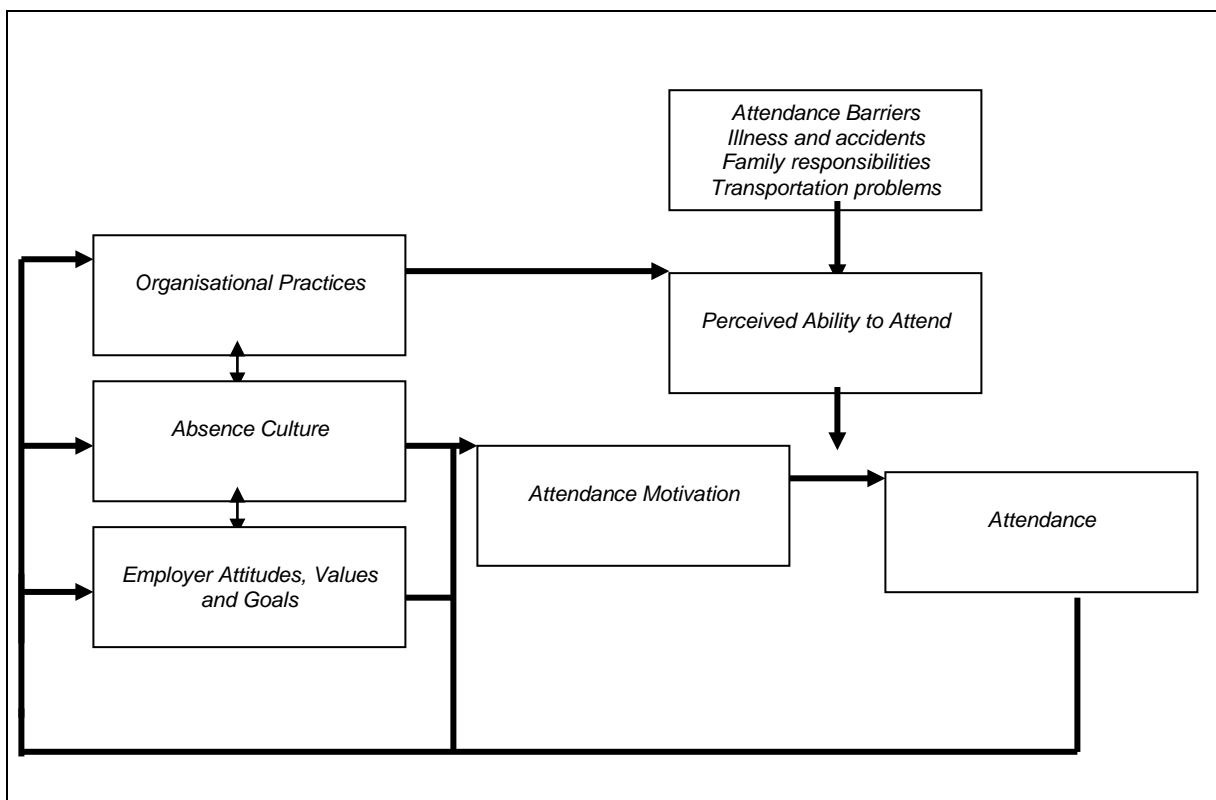 Attendance Barriers
Illness and accidents
Family responsibilities
Transportation problems
Organisational Practices
Perceived Ability to Attend
Absence Culture
Attendance Motivation
Attendance
Employer Attitudes, Values
and Goals